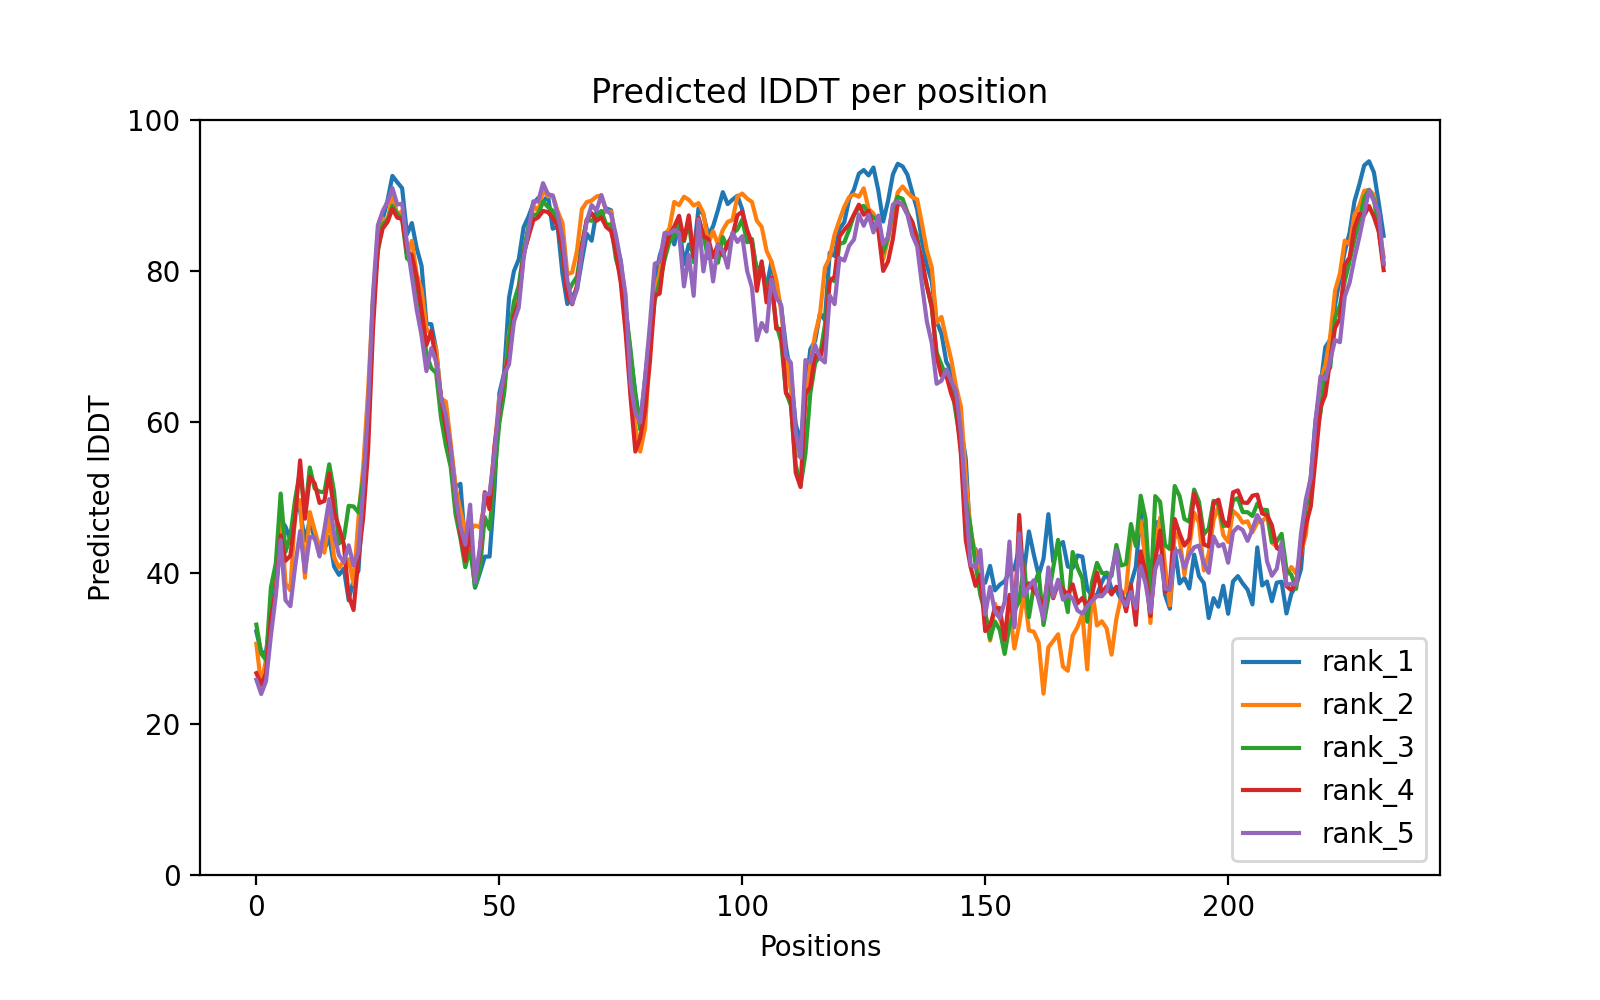 Predicted lDDT per position
Predicted lDDT
100
80
60
40
20
0
0 50 100 150 200
Positions
rank_1
rank_2
rank_3
rank_4
rank_5